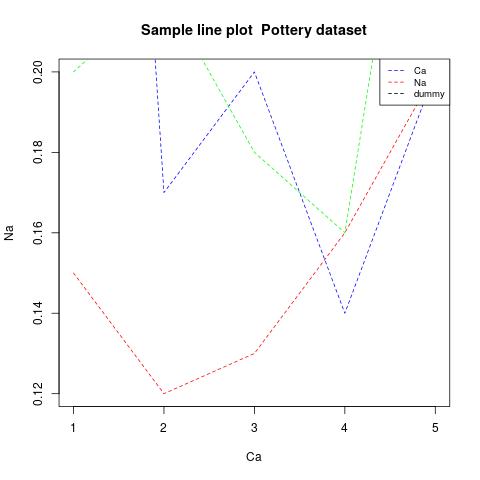 Sample line plot  Pottery dataset
Ca
Na
dummy
0.20
0.18
0.16
0.14
0.12
Na
1 2 3 4 5
Ca